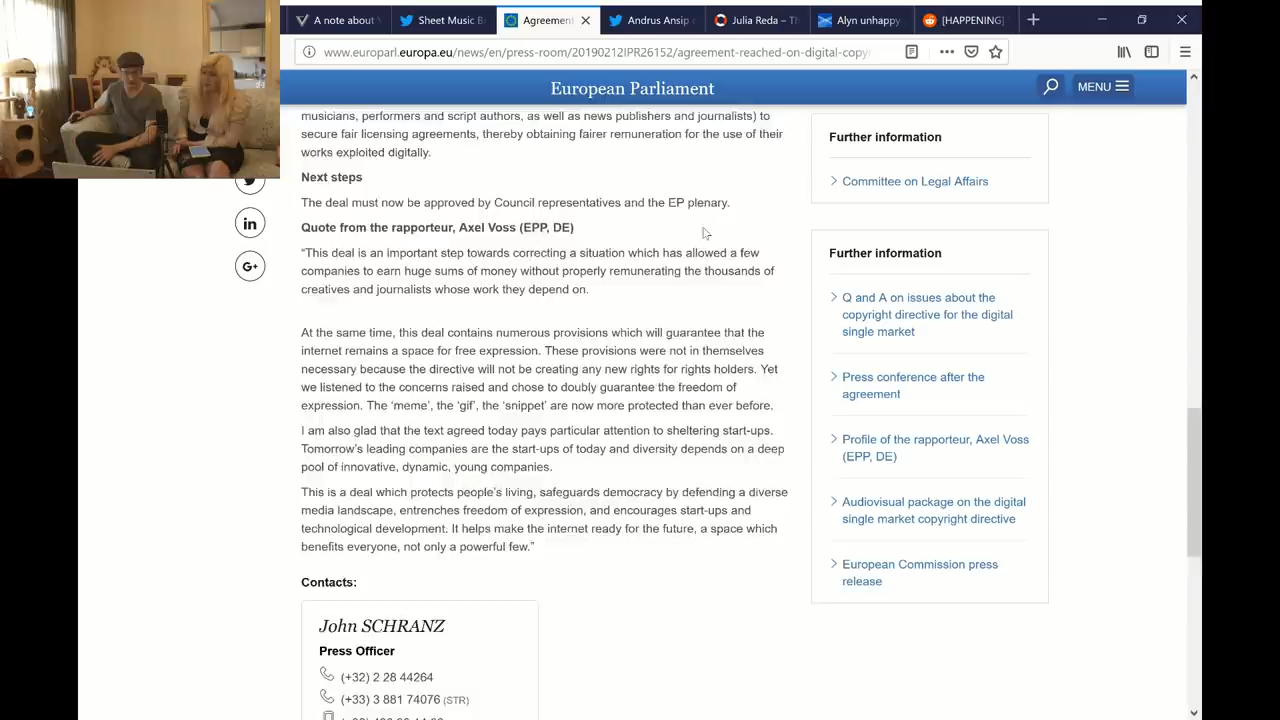 A note about
Sheet Music B
Agreement
Andrus Ansip o
Julia Reda – Th
Alyn unhappy
[HAPPENING]
www.europarl.europa.eu/news/en/press-room/20190212IPR26152/agreement-reached-on-digital-copy
European Parliament
MENU
musicians, performers and script authors, as well as news publishers and journalists) to
secure fair licensing agreements, thereby obtaining fairer remuneration for the use of their
works exploited digitally.
Next steps
The deal must now be approved by Council representatives and the EP plenary.
Quote from the rapporteur, Axel Voss (EPP, DE)
“This deal is an important step towards correcting a situation which has allowed a few
companies to earn huge sums of money without properly remunerating the thousands of
creatives and journalists whose work they depend on.
At the same time, this deal contains numerous provisions which will guarantee that the
internet remains a space for free expression. These provisions were not in themselves
necessary because the directive will not be creating any new rights for rights holders. Yet
we listened to the concerns raised and chose to doubly guarantee the freedom of
expression. The ‘meme’, the ‘gif’, the ‘snippet’ are now more protected than ever before.
I am also glad that the text agreed today pays particular attention to sheltering start-ups.
Tomorrow’s leading companies are the start-ups of today and diversity depends on a deep
pool of innovative, dynamic, young companies.
This is a deal which protects people’s living, safeguards democracy by defending a diverse
media landscape, entrenches freedom of expression, and encourages start-ups and
technological development. It helps make the internet ready for the future, a space which
benefits everyone, not only a powerful few.”
Contacts:
John SCHRANZ
Press Officer
(+32) 2 28 44264
(+33) 3 881 74076 (STR)
Further information
Committee on Legal Affairs
Further information
Q and A on issues about the
copyright directive for the digital
single market
Press conference after the
agreement
Profile of the rapporteur, Axel Voss
(EPP, DE)
Audiovisual package on the digital
single market copyright directive
European Commission press
release
in
G+